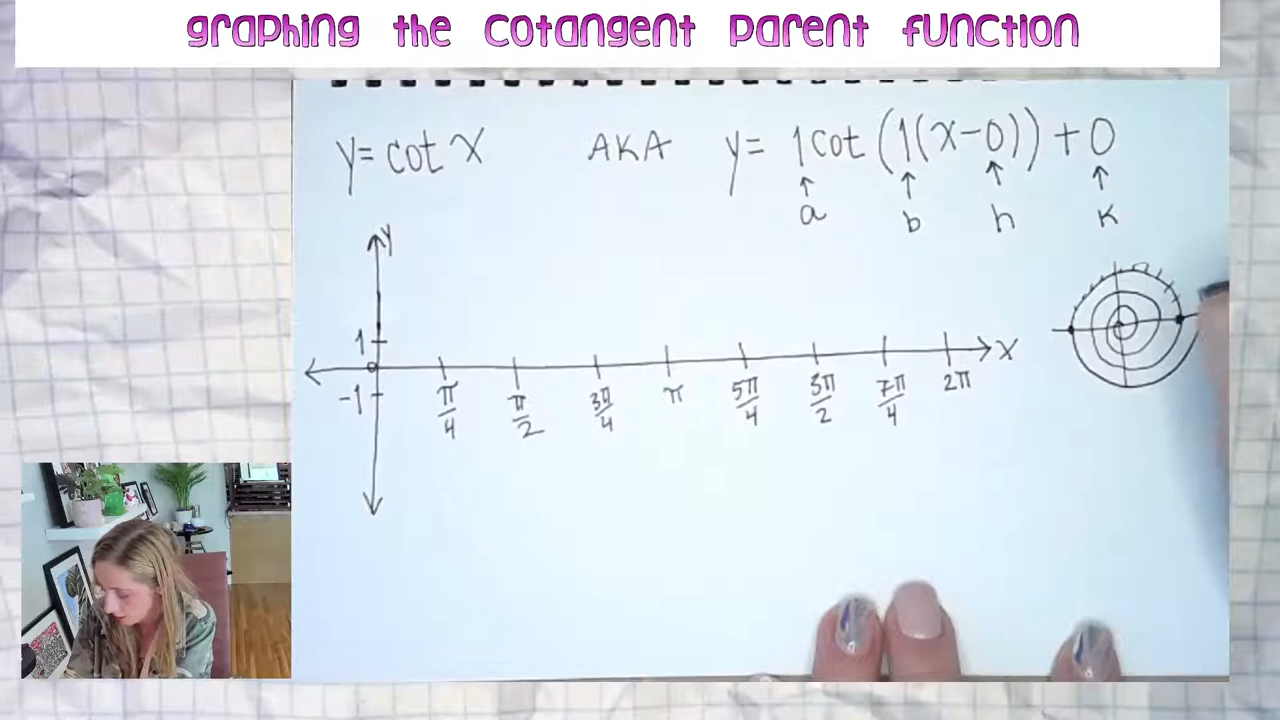 graphing the cotangent parent function
y= cot x AKA y= 1cot (1(x-0)) + 0
↑ ↑ ↑ ↑
a b h k
y
1
x
-1
π/4 π/2 3π/4 π 5π/4 3π/2 7π/4 2π